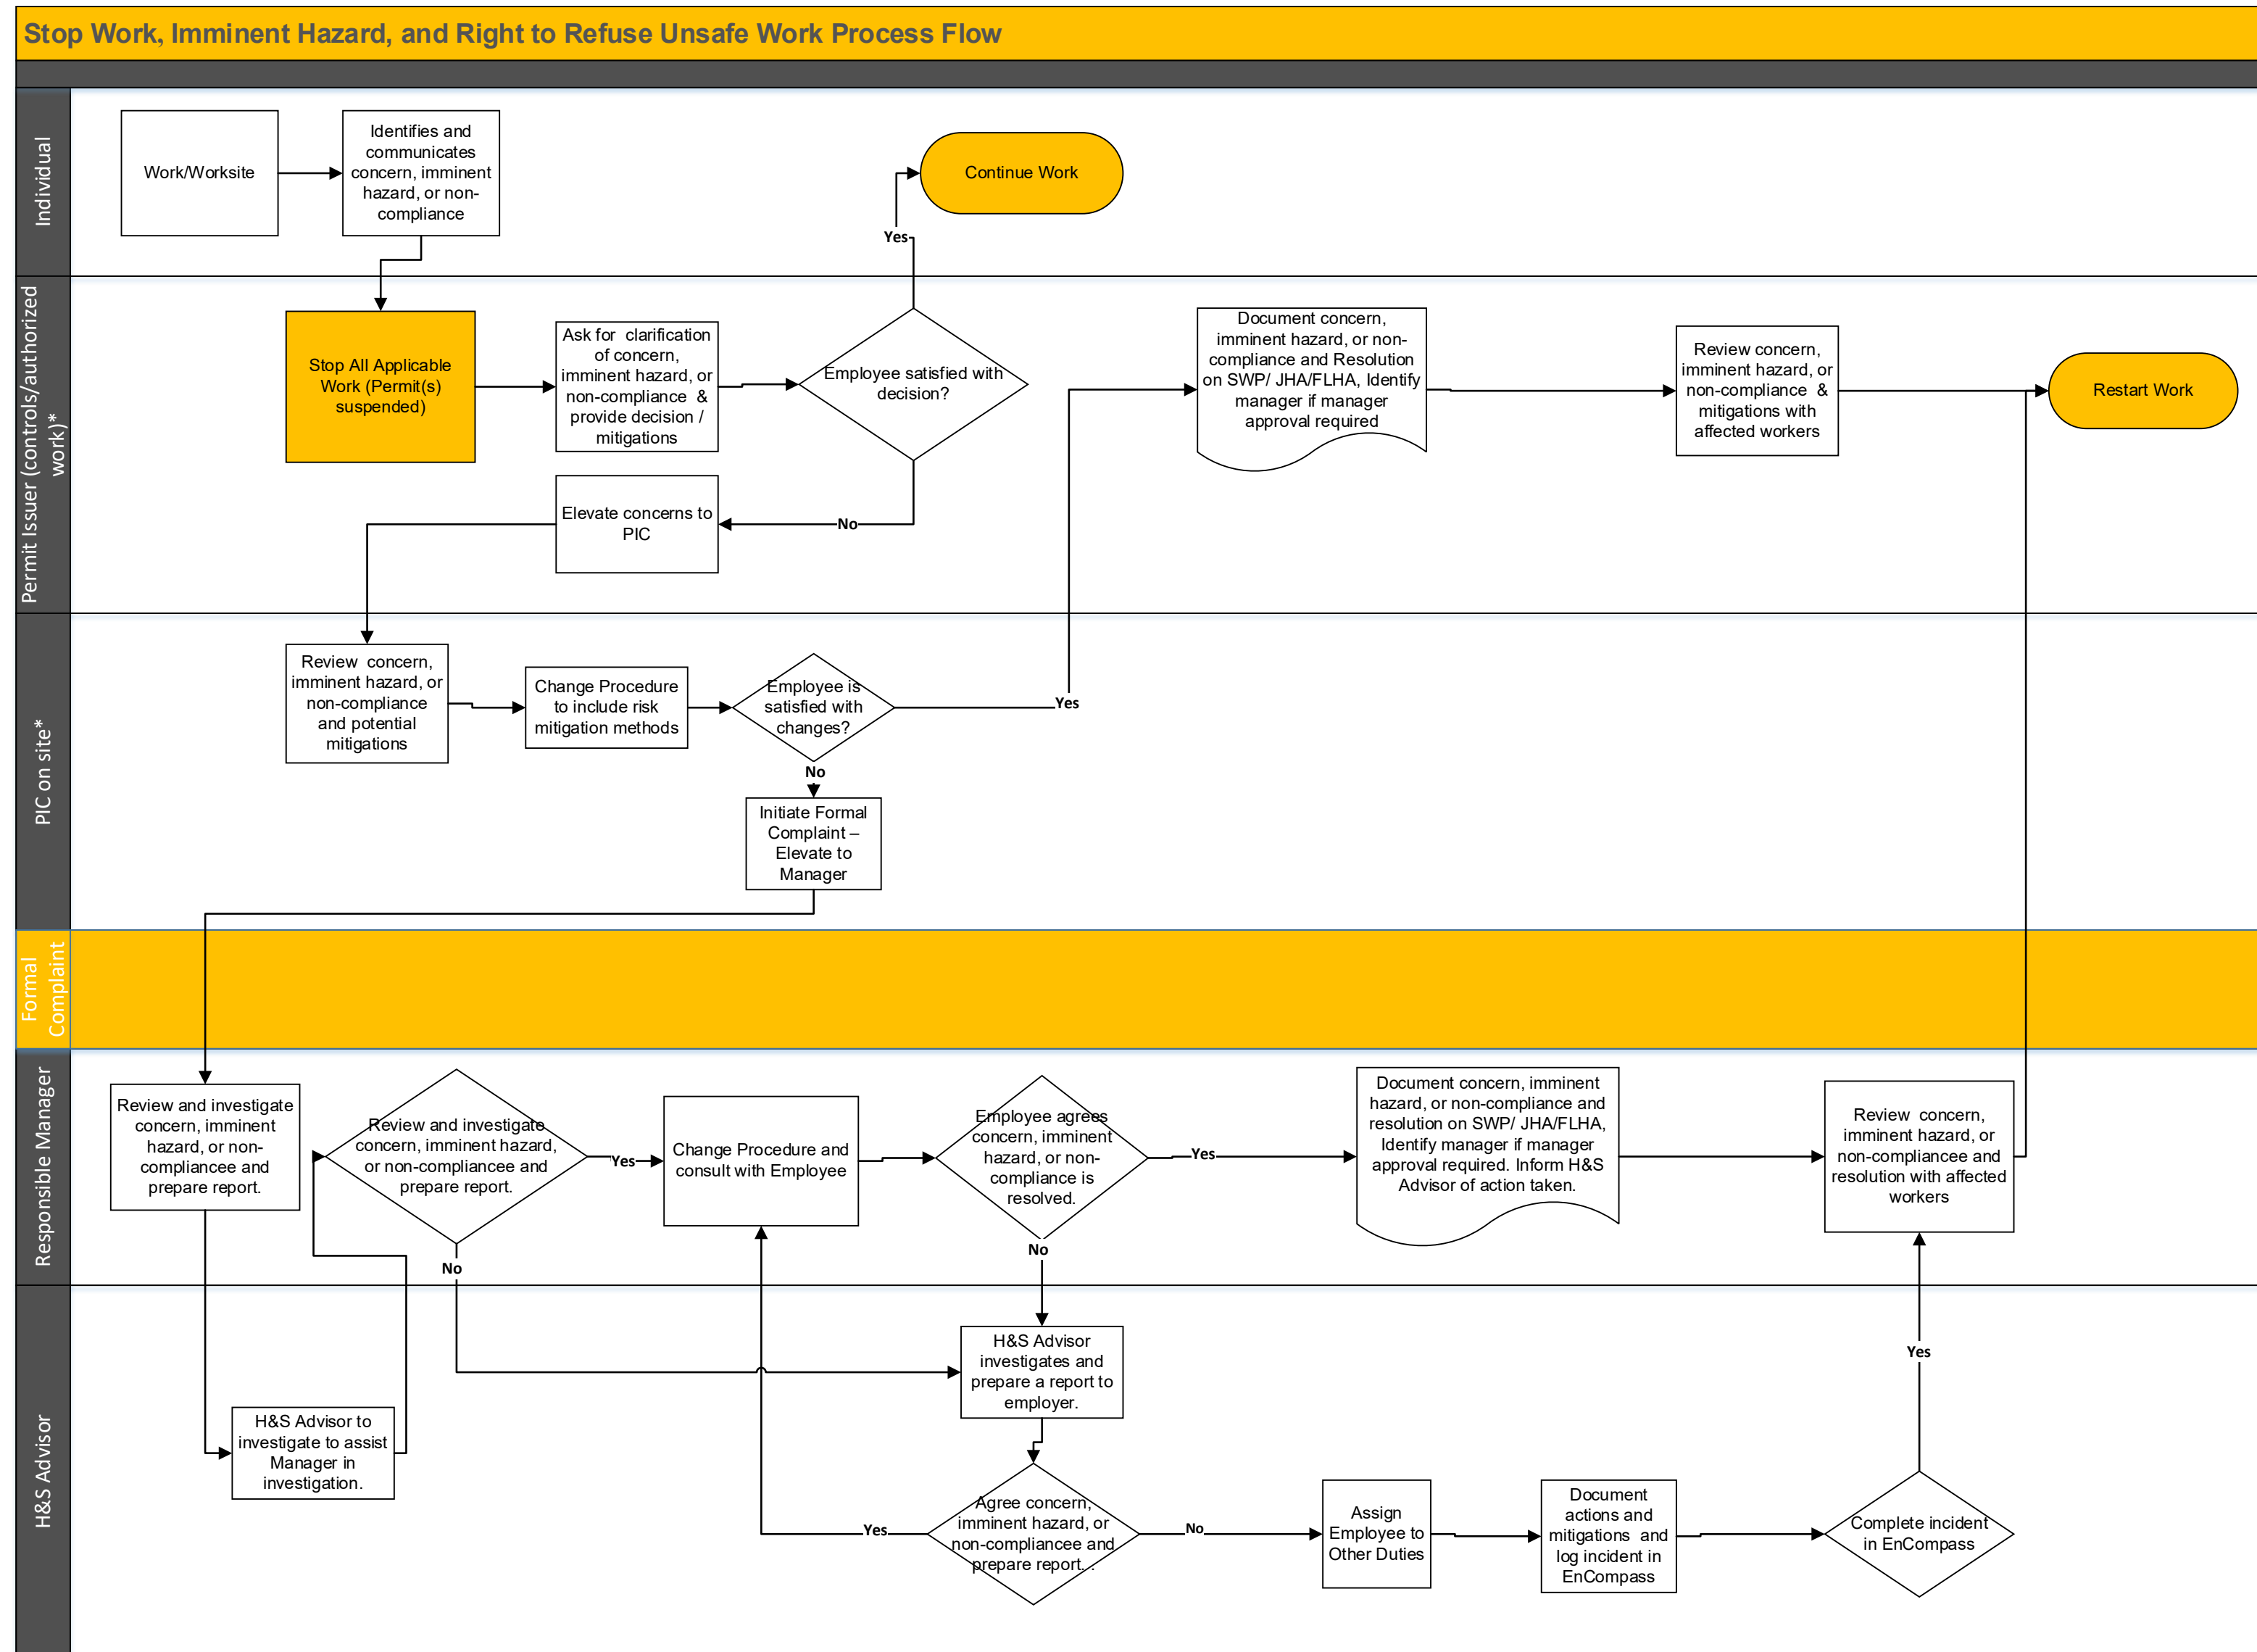 Stop Work, Imminent Hazard, and Right to Refuse Unsafe Work Process Flow
Individual
Work/Worksite
Identifies and
communicates
concern, imminent
hazard, or non-
compliance
Continue Work
Yes
Permit Issuer (controls/authorized
work)*
Stop All Applicable
Work (Permit(s)
suspended)
Ask for  clarification
of concern,
imminent hazard, or
non-compliance  &
provide decision /
mitigations
Employee satisfied with
decision?
No
Elevate concerns to
PIC
Document concern,
imminent hazard, or non-
compliance and Resolution
on SWP/ JHA/FLHA, Identify
manager if manager
approval required
Review concern,
imminent hazard, or
non-compliance  &
mitigations with
affected workers
Restart Work
PIC on site*
Review  concern,
imminent hazard, or
non-compliance
and potential
mitigations
Change Procedure
to include risk
mitigation methods
Employee is
satisfied with
changes?
Yes
No
Initiate Formal
Complaint –
Elevate to
Manager
Formal
Complaint
Responsible Manager
Review and investigate
concern, imminent
hazard, or non-
compliancee and
prepare report.
Review and investigate
concern, imminent hazard,
or non-compliancee and
prepare report.
Yes
No
Change Procedure and
consult with Employee
Employee agrees
concern, imminent
hazard, or non-
compliance is
resolved.
Yes
No
Document concern, imminent
hazard, or non-compliance and
resolution on SWP/ JHA/FLHA,
Identify manager if manager
approval required. Inform H&S
Advisor of action taken.
Review  concern,
imminent hazard, or
non-compliancee and
resolution with affected
workers
H&S Advisor
H&S Advisor to
investigate to assist
Manager in
investigation.
H&S Advisor
investigates and
prepare a report to
employer.
Agree concern,
imminent hazard, or
non-compliancee and
prepare report. .
Yes
No
Assign
Employee to
Other Duties
Document
actions and
mitigations  and
log incident in
EnCompass
Complete incident
in EnCompass
Yes